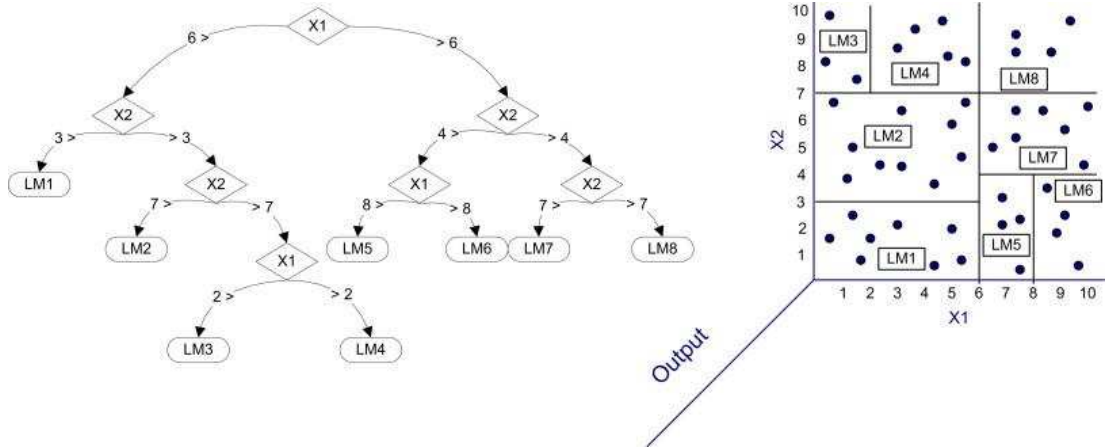 X1
6 >
> 6
X2
X2
3 >
> 3
4 >
> 4
LM1
X2
X1
X2
7 >
> 7
8 >
> 8
7 >
> 7
LM2
LM5
LM6
LM7
LM8
X1
2 >
> 2
LM3
LM4
10
9
8
7
6
5
4
3
2
1
X2
LM3
LM4
LM8
LM2
LM7
LM6
LM5
LM1
1 2 3 4 5 6 7 8 9 10
X1
Output